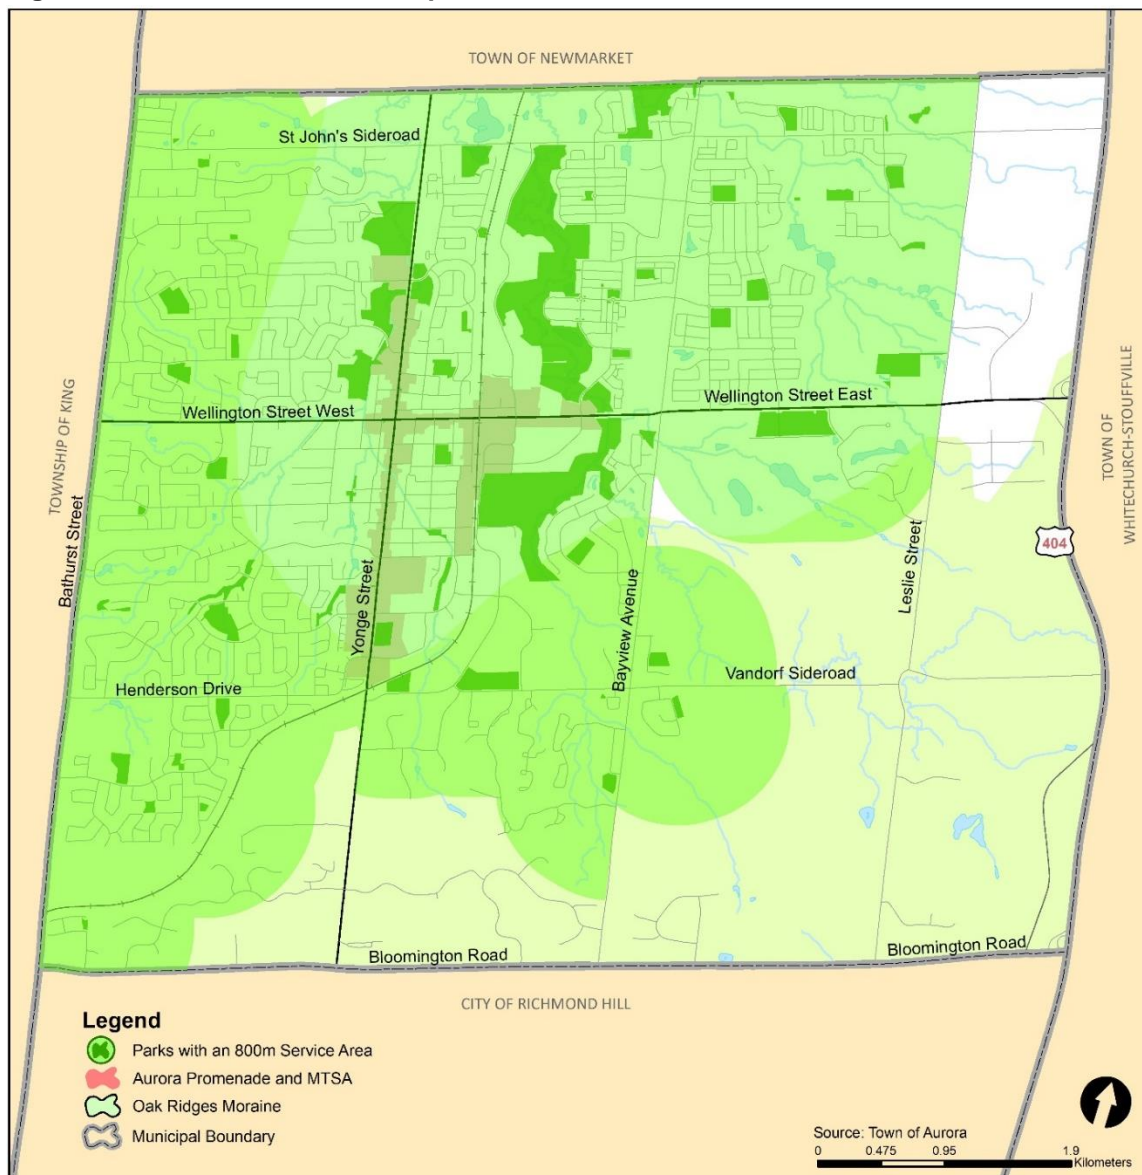 TOWN OF NEWMARKET
St John's Sideroad
Wellington Street West
Wellington Street East
TOWNSHIP OF KING
TOWN OF
WHITECHURCH-STOUFFVILLE
Bathurst Street
Yonge Street
Bayview Avenue
Leslie Street
404
Henderson Drive
Vandorf Sideroad
Bloomington Road
Bloomington Road
CITY OF RICHMOND HILL
Legend
Parks with an 800m Service Area
Aurora Promenade and MTSA
Oak Ridges Moraine
Municipal Boundary
Source: Town of Aurora
0 0.475 0.95 1.9
Kilometers